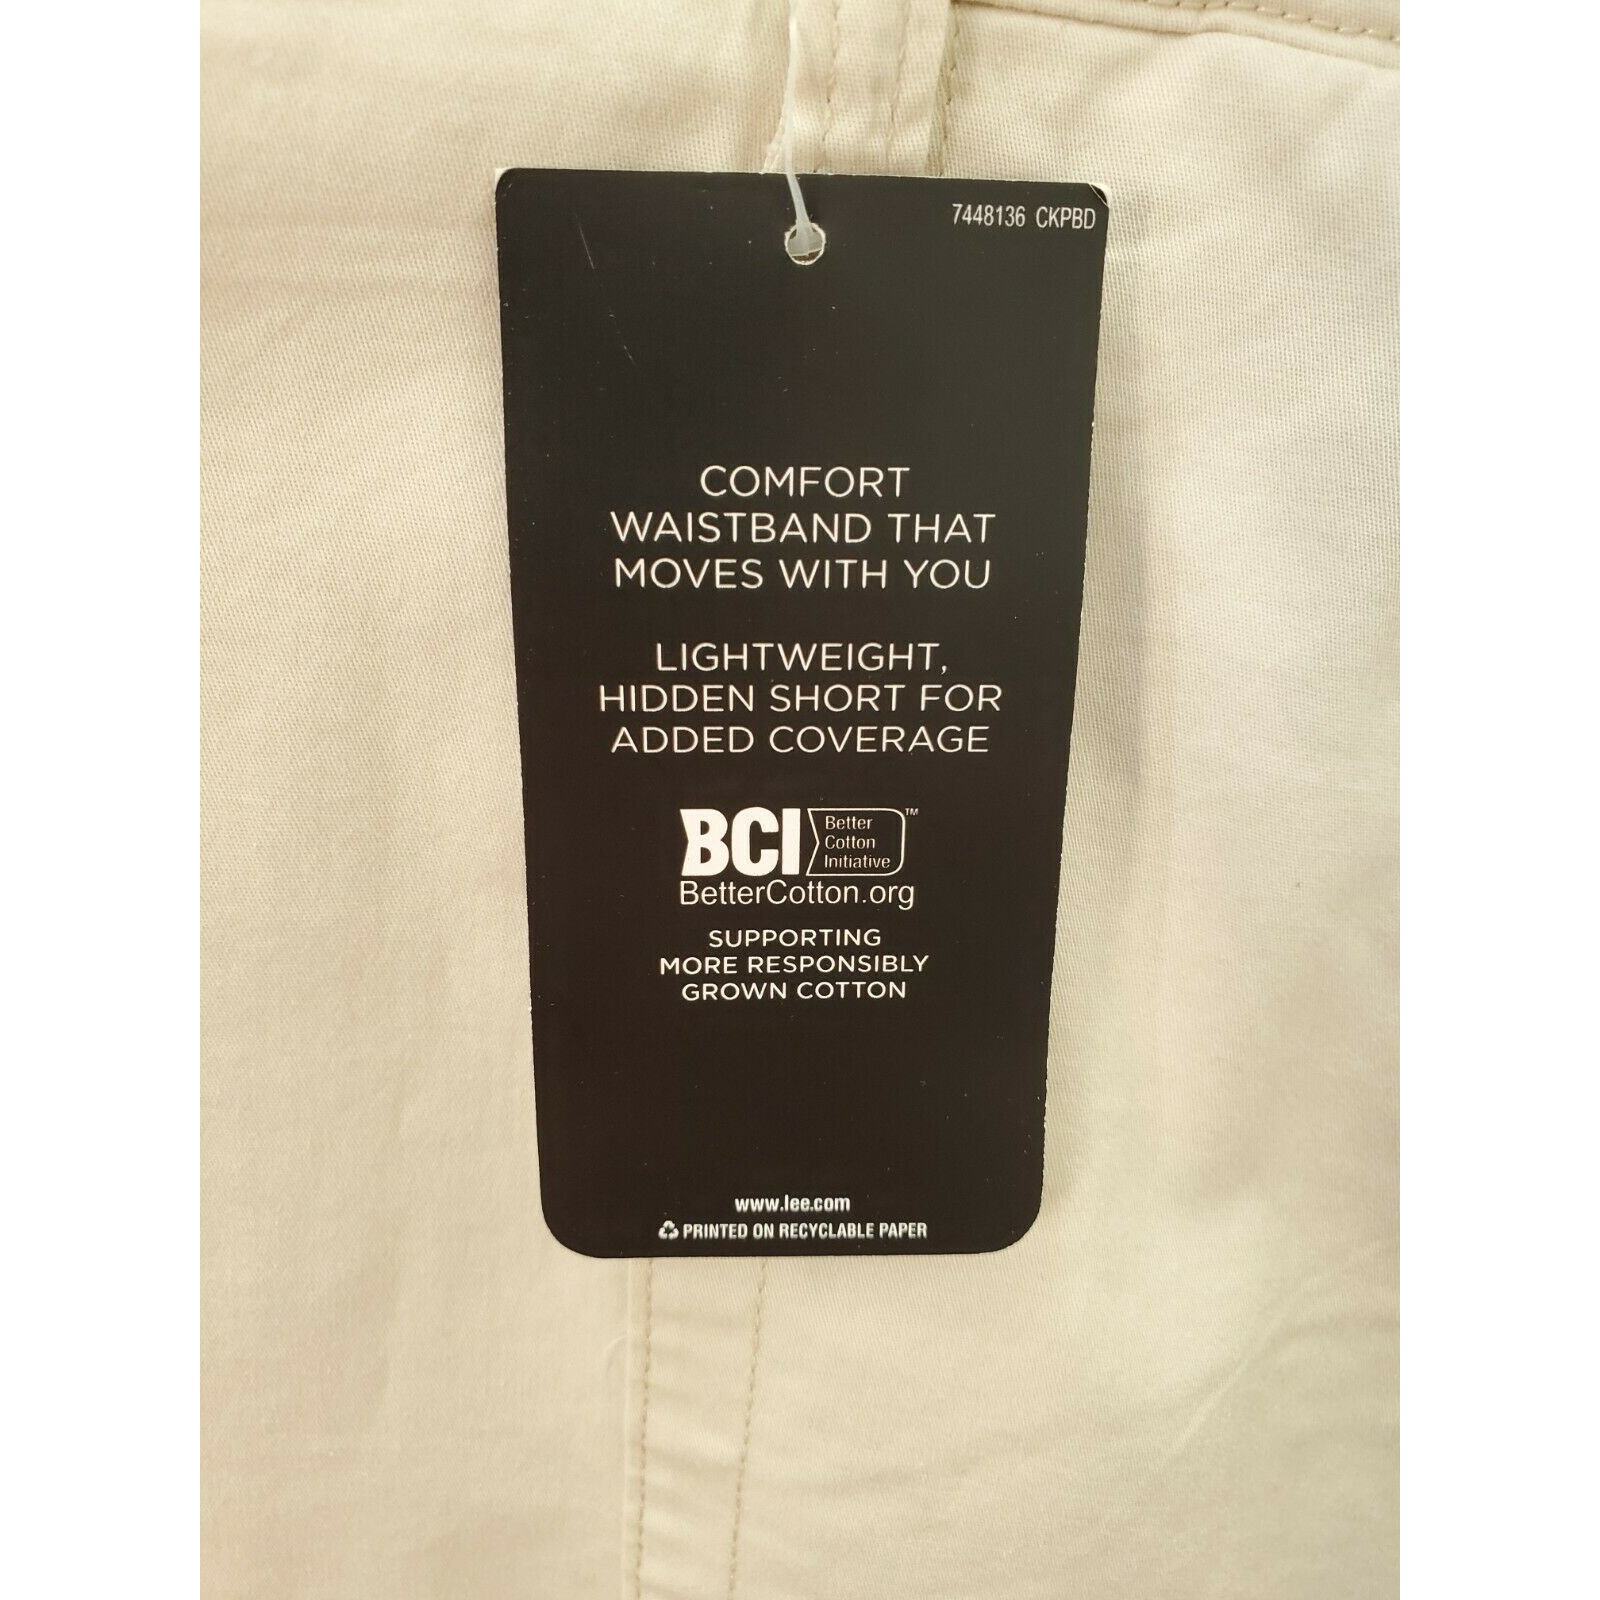 7448136 CKPBD
COMFORT
WAISTBAND THAT
MOVES WITH YOU
LIGHTWEIGHT,
HIDDEN SHORT FOR
ADDED COVERAGE
BCI Better Cotton Initiative™
BetterCotton.org
SUPPORTING
MORE RESPONSIBLY
GROWN COTTON
www.lee.com
PRINTED ON RECYCLABLE PAPER